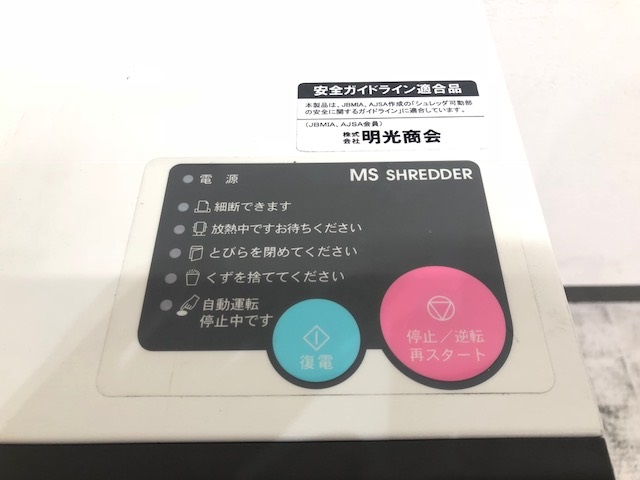 安全ガイドライン適合品
本製品は、JBMIA、AJSA作成の「シュレッダ可動部
の安全に関するガイドライン」に適合しています。
(JBMIA、AJSA会員)
株式会社 明光商会
電源
MS SHREDDER
細断できます
放熱中ですお待ちください
とびらを閉めてください
くずを捨ててください
自動運転
停止中です
復電
停止/逆転
再スタート